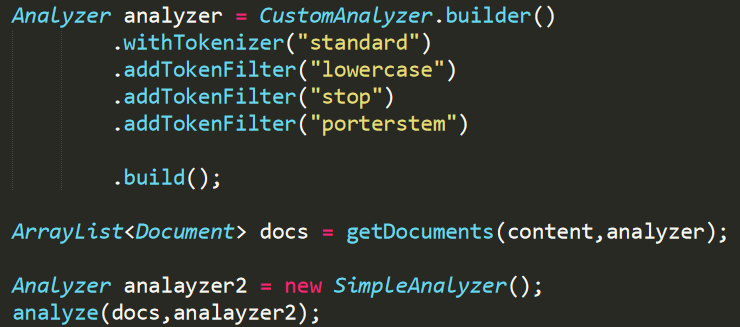 Analyzer analyzer = CustomAnalyzer.builder()
.withTokenizer("standard")
.addTokenFilter("lowercase")
.addTokenFilter("stop")
.addTokenFilter("porterstem")
.build();
ArrayList<Document> docs = getDocuments(content,analyzer);
Analyzer analayzer2 = new SimpleAnalyzer();
analyze(docs,analayzer2);